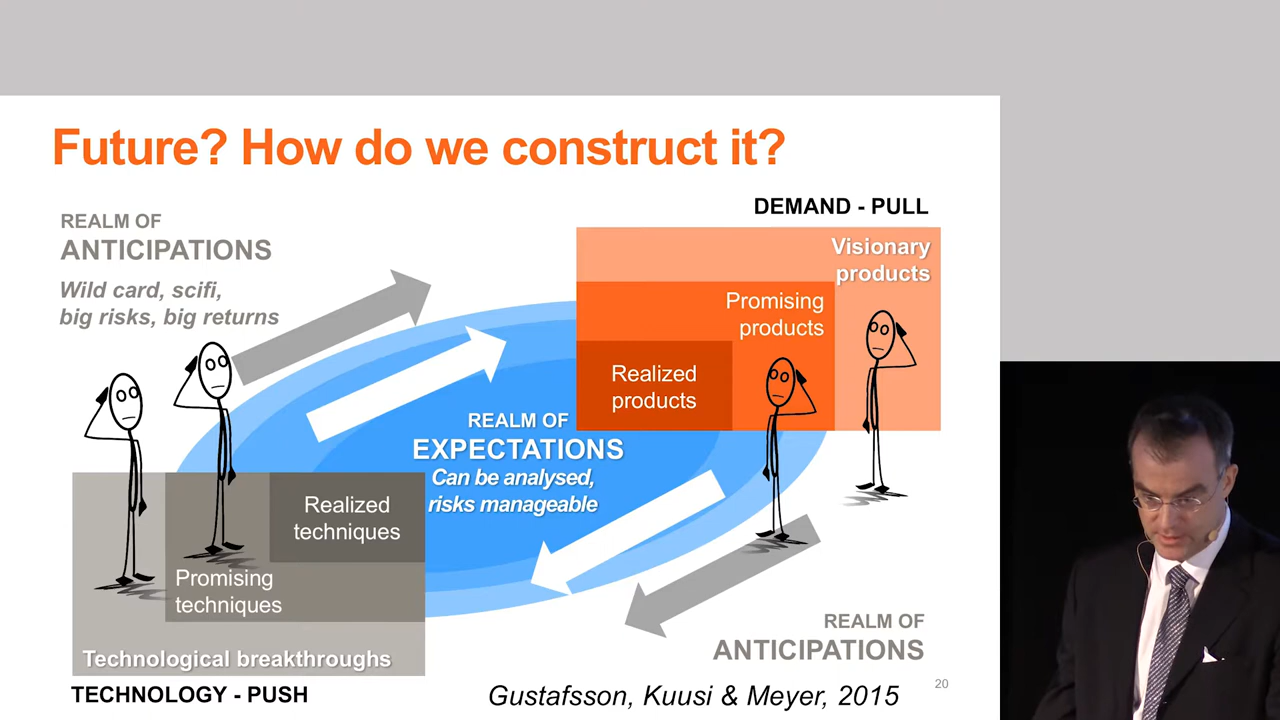 Future? How do we construct it?
REALM OF
ANTICIPATIONS
Wild card, scifi,
big risks, big returns
DEMAND - PULL
Visionary
products
Promising
products
Realized
products
REALM OF
EXPECTATIONS
Can be analysed,
risks manageable
Realized
techniques
Promising
techniques
Technological breakthroughs
TECHNOLOGY - PUSH
REALM OF
ANTICIPATIONS
Gustafsson, Kuusi & Meyer, 2015
20